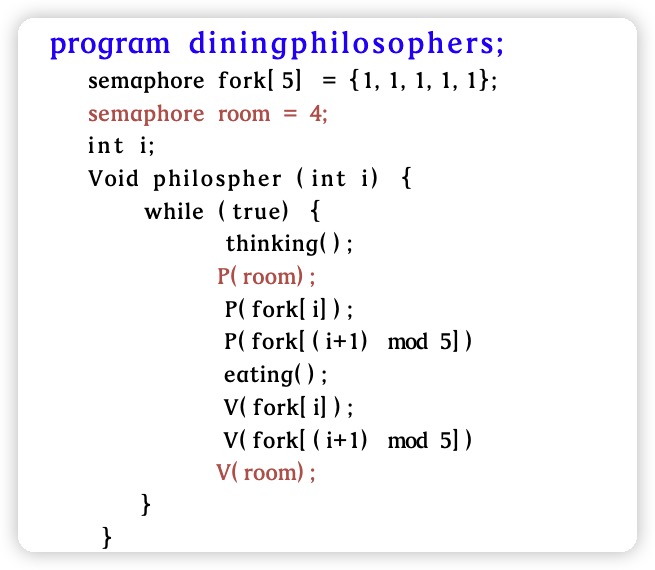 program diningphilosophers;
semaphore fork[5] = {1, 1, 1, 1, 1};
semaphore room = 4;
int i;
Void philospher (int i) {
while (true) {
thinking();
P(room);
P(fork[i]);
P(fork[(i+1) mod 5])
eating();
V(fork[i]);
V(fork[(i+1) mod 5])
V(room);
}
}